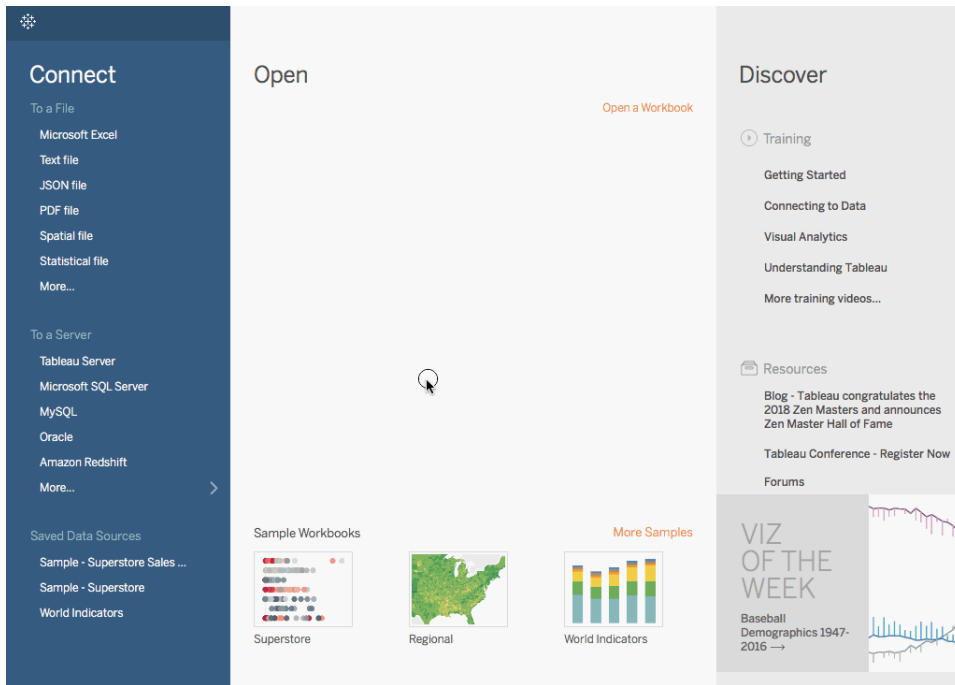 Connect
To a File
Microsoft Excel
Text file
JSON file
PDF file
Spatial file
Statistical file
More...
To a Server
Tableau Server
Microsoft SQL Server
MySQL
Oracle
Amazon Redshift
More...
Saved Data Sources
Sample - Superstore Sales ...
Sample - Superstore
World Indicators
Open
Open a Workbook
Sample Workbooks
More Samples
Superstore
Regional
World Indicators
Discover
Training
Getting Started
Connecting to Data
Visual Analytics
Understanding Tableau
More training videos...
Resources
Blog - Tableau congratulates the
2018 Zen Masters and announces
Zen Master Hall of Fame
Tableau Conference - Register Now
Forums
VIZ
OF THE
WEEK
Baseball
Demographics 1947-
2016 →